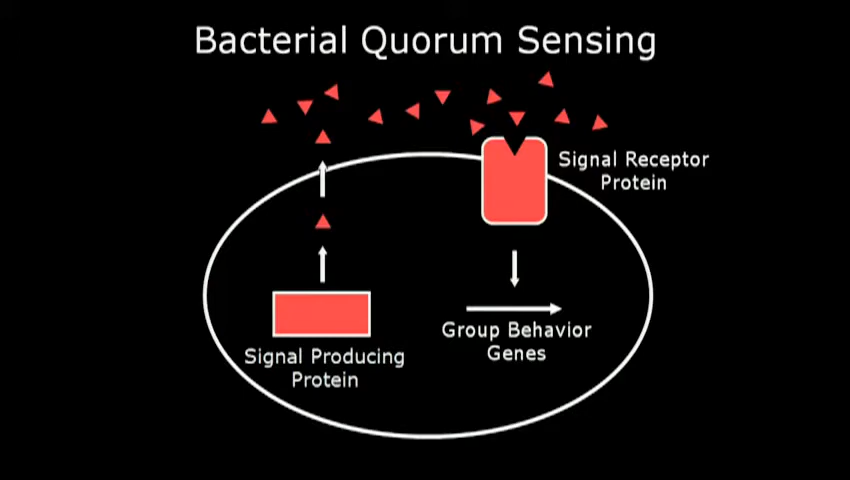 Bacterial Quorum Sensing
Signal Receptor
Protein
Group Behavior
Genes
Signal Producing
Protein